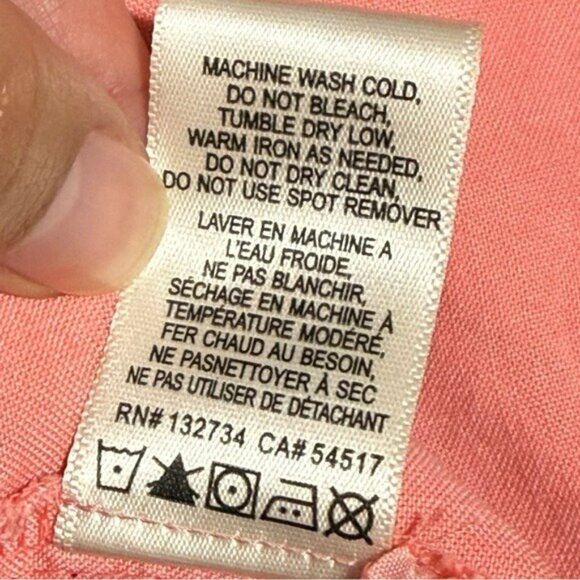 MACHINE WASH COLD,
DO NOT BLEACH,
TUMBLE DRY LOW,
WARM IRON AS NEEDED,
DO NOT DRY CLEAN,
DO NOT USE SPOT REMOVER
LAVER EN MACHINE A
L'EAU FROIDE,
NE PAS BLANCHIR,
SÉCHAGE EN MACHINE À
TEMPÉRATURE MODÉRÉ,
FER CHAUD AU BESOIN,
NE PASNETTOYER À SEC
NE PAS UTILISER DE DÉTACHANT
RN# 132734 CA# 54517